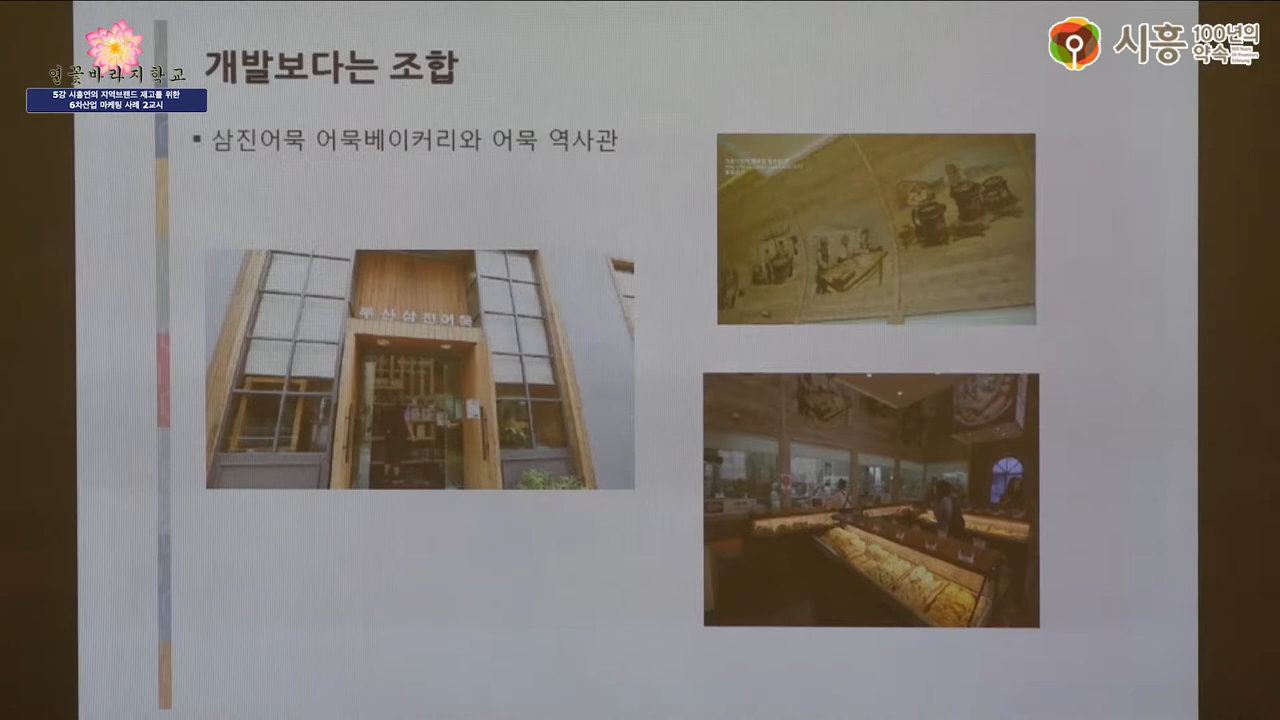 연꽃바라지학교
5강 시흥연의 지역브랜드 제고를 위한
6차산업 마케팅 사례 2교시
시흥 100년의 약속
개발보다는 조합
▪ 삼진어묵 어묵베이커리와 어묵 역사관
부산삼진어묵